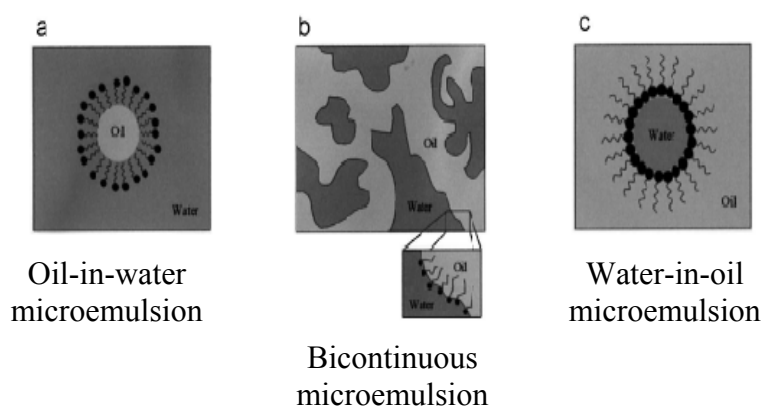 a
b
c
Oil
Water
Oil
Water
Oil
Water
Water
Oil
Oil-in-water
microemulsion
Bicontinuous
microemulsion
Water-in-oil
microemulsion